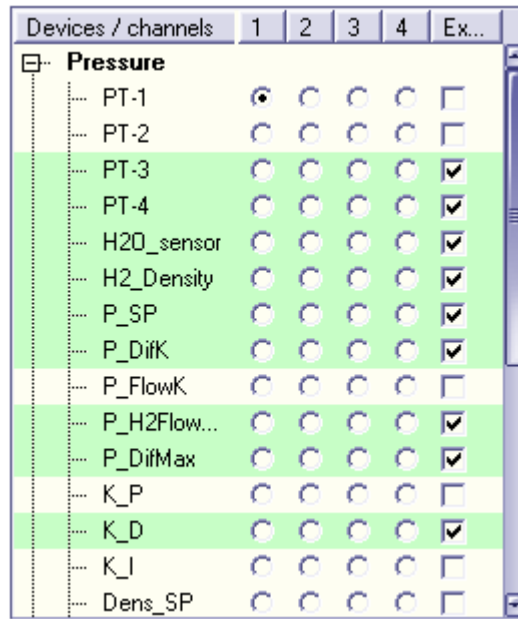 Devices / channels 1 2 3 4 Ex...
Pressure
PT-1
PT-2
PT-3
PT-4
H2O_sensor
H2_Density
P_SP
P_DifK
P_FlowK
P_H2Flow...
P_DifMax
K_P
K_D
K_I
Dens_SP